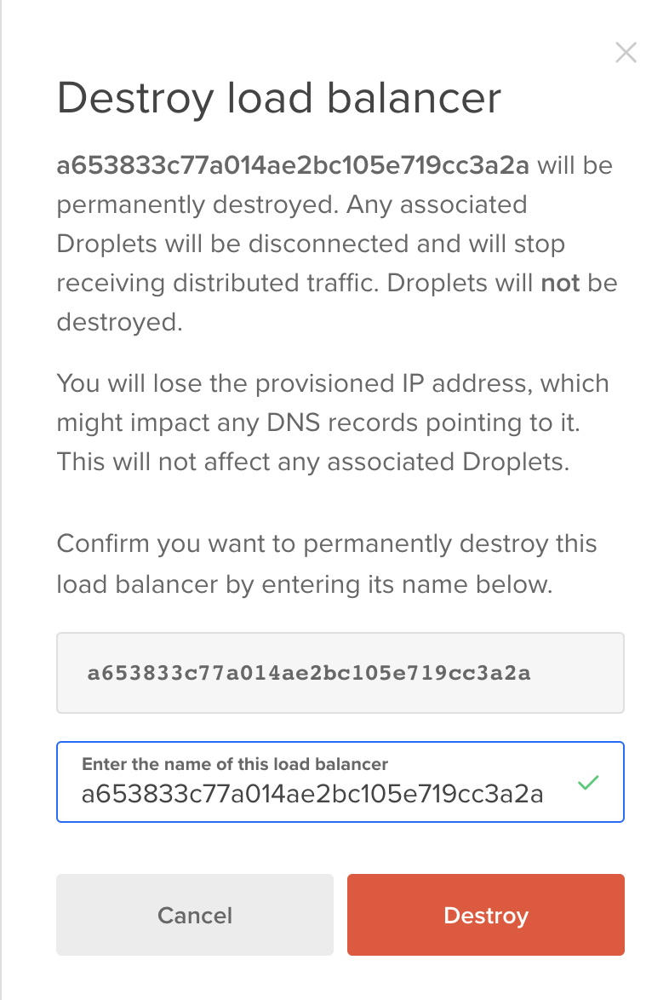 Destroy load balancer
a653833c77a014ae2bc105e719cc3a2a will be
permanently destroyed. Any associated
Droplets will be disconnected and will stop
receiving distributed traffic. Droplets will not be
destroyed.
You will lose the provisioned IP address, which
might impact any DNS records pointing to it.
This will not affect any associated Droplets.
Confirm you want to permanently destroy this
load balancer by entering its name below.
a653833c77a014ae2bc105e719cc3a2a
Enter the name of this load balancer
a653833c77a014ae2bc105e719cc3a2a
Cancel
Destroy